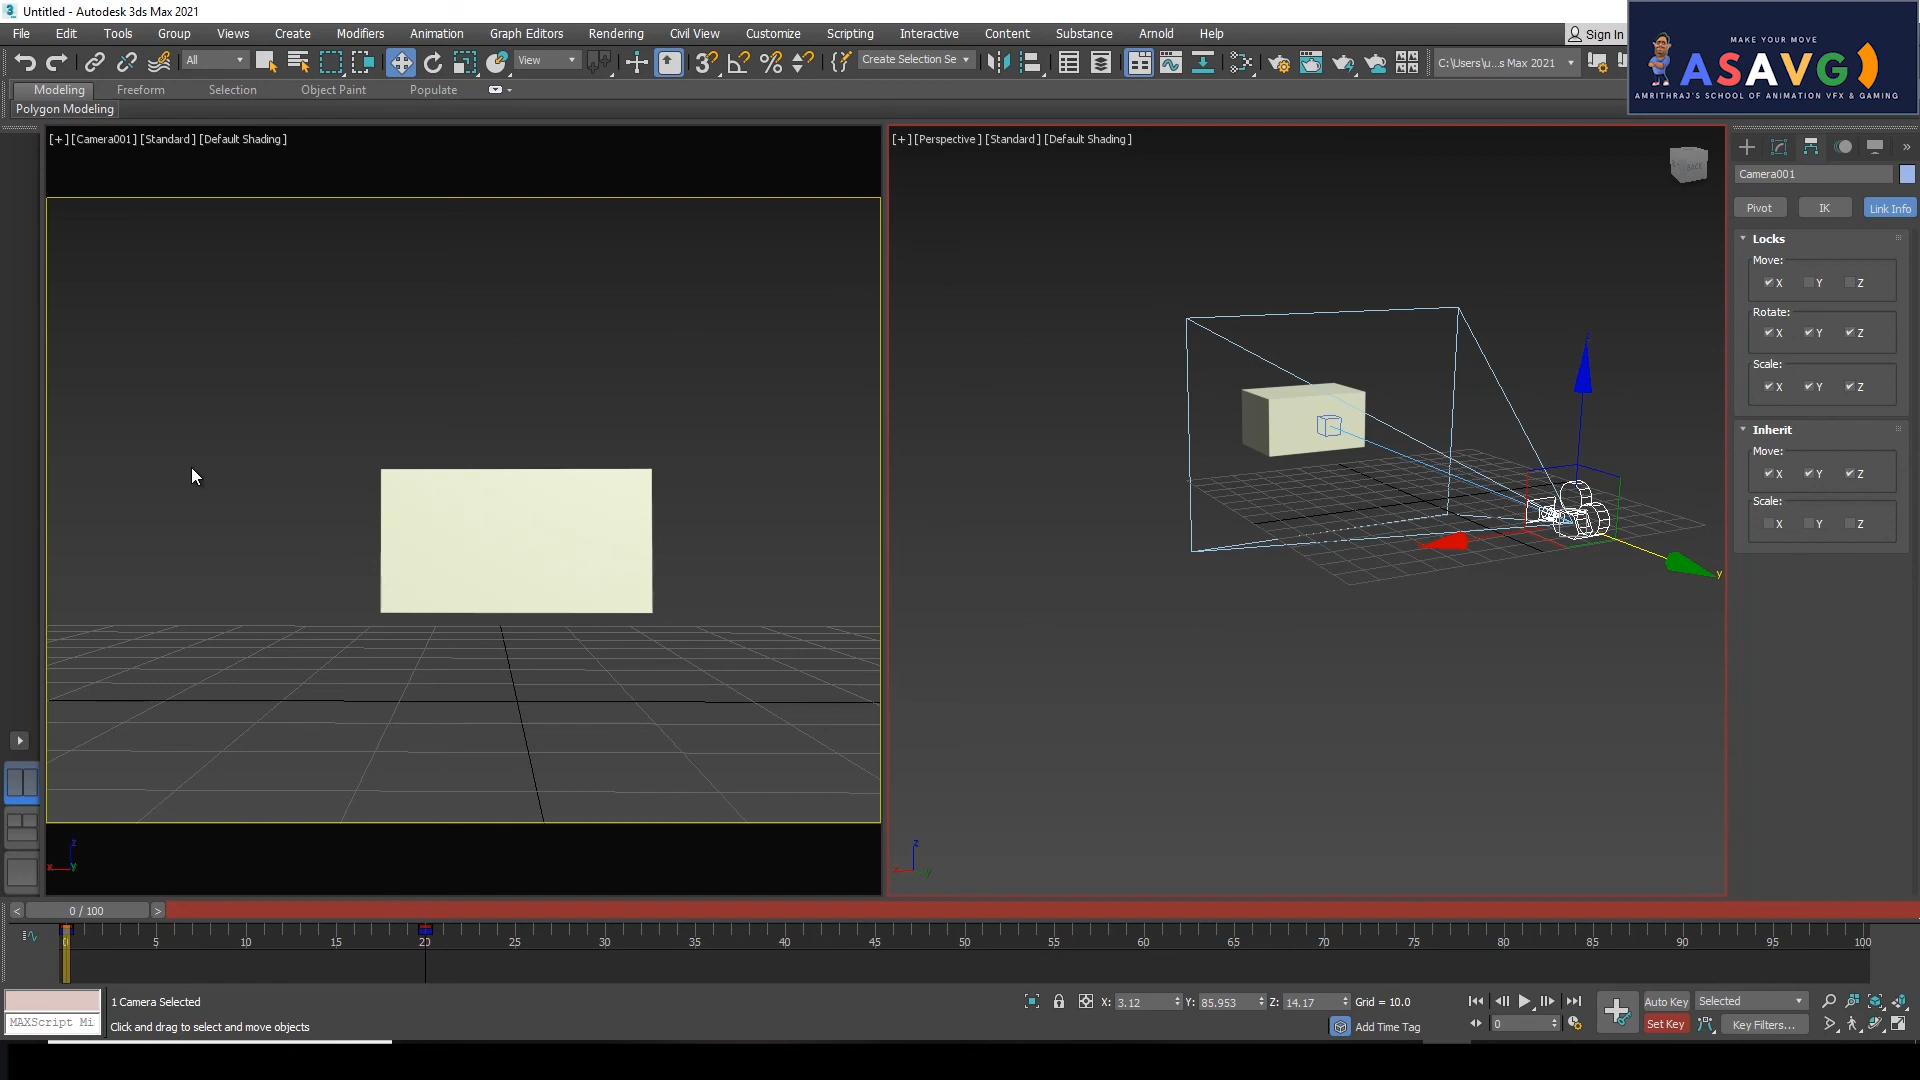 Untitled - Autodesk 3ds Max 2021
File Edit Tools Group Views Create Modifiers Animation Graph Editors Rendering Civil View Customize Scripting Interactive Content Substance Arnold Help
Sign In
MAKE YOUR MOVE
ASAVG
AMRITHRAJ'S SCHOOL OF ANIMATION VFX & GAMING
All
View
Create Selection Se
C:\Users\u...s Max 2021
Modeling Freeform Selection Object Paint Populate
Polygon Modeling
[+] [Camera001] [Standard] [Default Shading]
[+] [Perspective] [Standard] [Default Shading]
BACK
Camera001
Pivot IK Link Info
Locks
Move:
X Y Z
Rotate:
X Y Z
Scale:
X Y Z
Inherit
Move:
X Y Z
Scale:
X Y Z
z
y
z
x y
z
x y
< 0 / 100 >
0 5 10 15 20 25 30 35 40 45 50 55 60 65 70 75 80 85 90 95 100
1 Camera Selected
X: 3.12 Y: 85.953 Z: 14.17 Grid = 10.0
Auto Key Selected
MAXScript Mi
Click and drag to select and move objects
Add Time Tag
0
Set Key Key Filters...